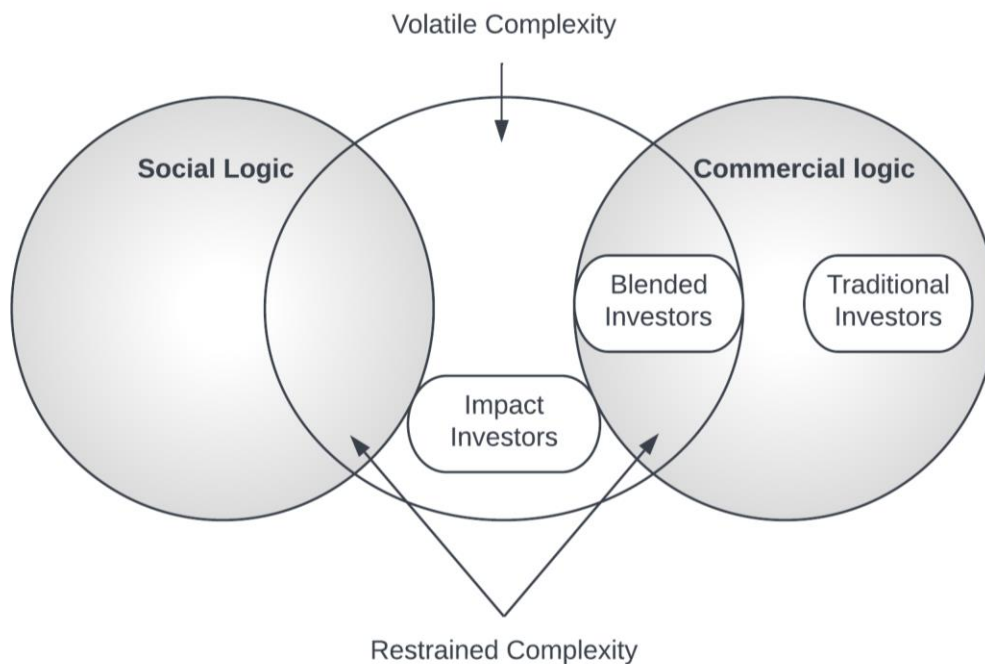 Volatile Complexity
Social Logic
Commercial logic
Blended
Investors
Traditional
Investors
Impact
Investors
Restrained Complexity